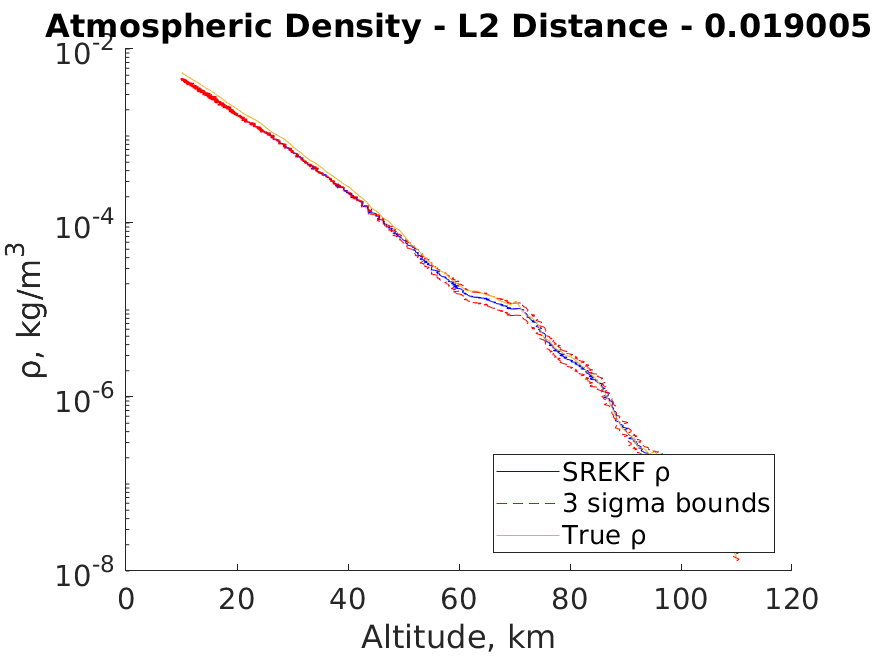 Atmospheric Density - L2 Distance - 0.019005
10-2
10-4
10-6
10-8
ρ, kg/m3
SREKF ρ
3 sigma bounds
True ρ
0 20 40 60 80 100 120
Altitude, km